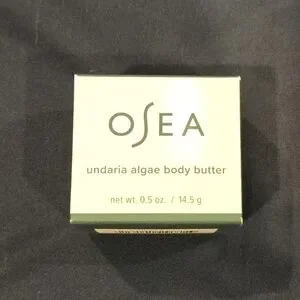 OSEA
undaria algae body butter
net wt. 0.5 oz. / 14.5 g